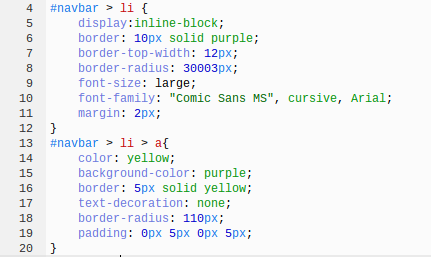 4 #navbar > li {
5 display:inline-block;
6 border: 10px solid purple;
7 border-top-width: 12px;
8 border-radius: 30003px;
9 font-size: large;
10 font-family: "Comic Sans MS", cursive, Arial;
11 margin: 2px;
12 }
13 #navbar > li > a{
14 color: yellow;
15 background-color: purple;
16 border: 5px solid yellow;
17 text-decoration: none;
18 border-radius: 110px;
19 padding: 0px 5px 0px 5px;
20 }